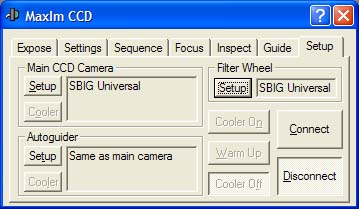 MaxIm CCD
Expose Settings Sequence Focus Inspect Guide Setup
Main CCD Camera
Setup
SBIG Universal
Cooler
Filter Wheel
Setup
SBIG Universal
Autoguider
Setup
Same as main camera
Cooler
Cooler On
Warm Up
Cooler Off
Connect
Disconnect